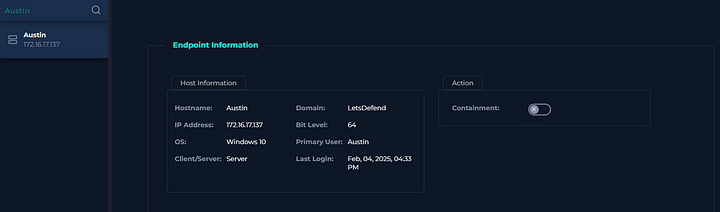 Austin
Austin
172.16.17.137
Endpoint Information
Host Information
Hostname: Austin Domain: LetsDefend
IP Address: 172.16.17.137 Bit Level: 64
OS: Windows 10 Primary User: Austin
Client/Server: Server Last Login: Feb, 04, 2025, 04:33
PM
Action
Containment: